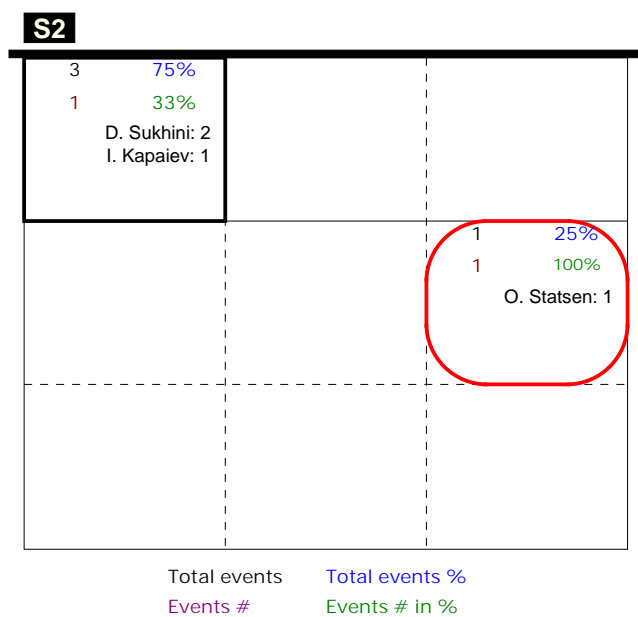 S2
3 75%
1 33%
D. Sukhini: 2
I. Kapaiev: 1
1 25%
1 100%
O. Statsen: 1
Total events Total events %
Events # Events # in %